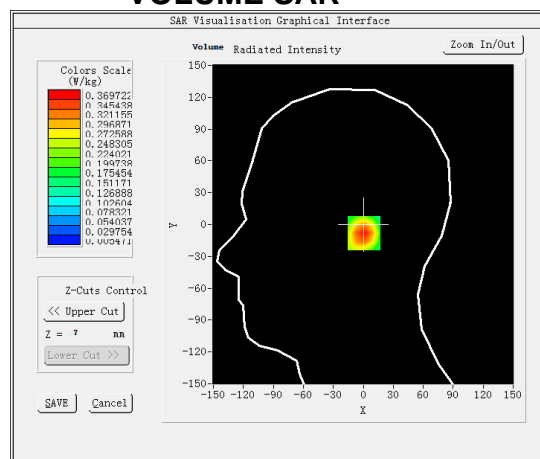 VOLUME SAR
SAR Visualisation Graphical Interface
Volume Radiated Intensity
Zoom In/Out
Colors Scale
(W/kg)
0.369722
0.345438
0.321155
0.296871
0.272588
0.248305
0.224021
0.199738
0.175454
0.151171
0.126888
0.102604
0.078321
0.054037
0.029754
0.005471
Z-Cuts Control
<< Upper Cut
Z = 7 mm
Lower Cut >>
SAVE Cancel
150-
120-
90-
60-
30-
0-
-30-
-60-
-90-
-120-
-150-
Y
-150 -120 -90 -60 -30 0 30 60 90 120 150
X